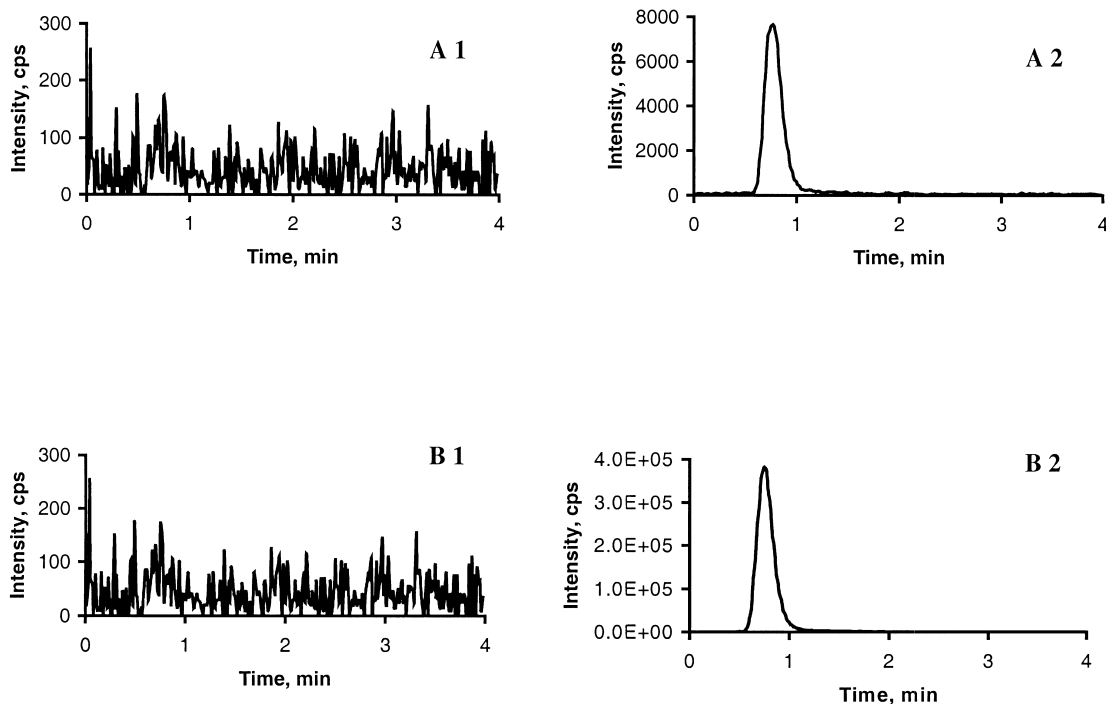 A 1
Intensity, cps
300
200
100
0
0 1 2 3 4
Time, min
A 2
Intensity, cps
8000
6000
4000
2000
0
0 1 2 3 4
Time, min
B 1
Intensity, cps
300
200
100
0
0 1 2 3 4
Time, min
B 2
Intensity, cps
4.0E+05
3.0E+05
2.0E+05
1.0E+05
0.0E+00
0 1 2 3 4
Time, min